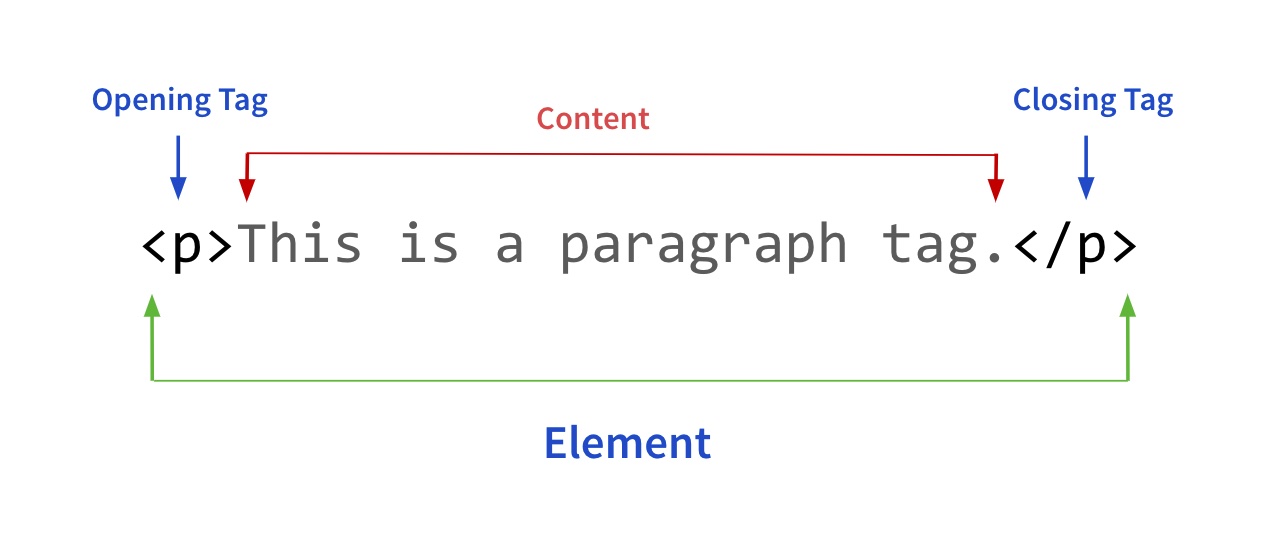 Opening Tag
Content
Closing Tag
<p>This is a paragraph tag.</p>
Element